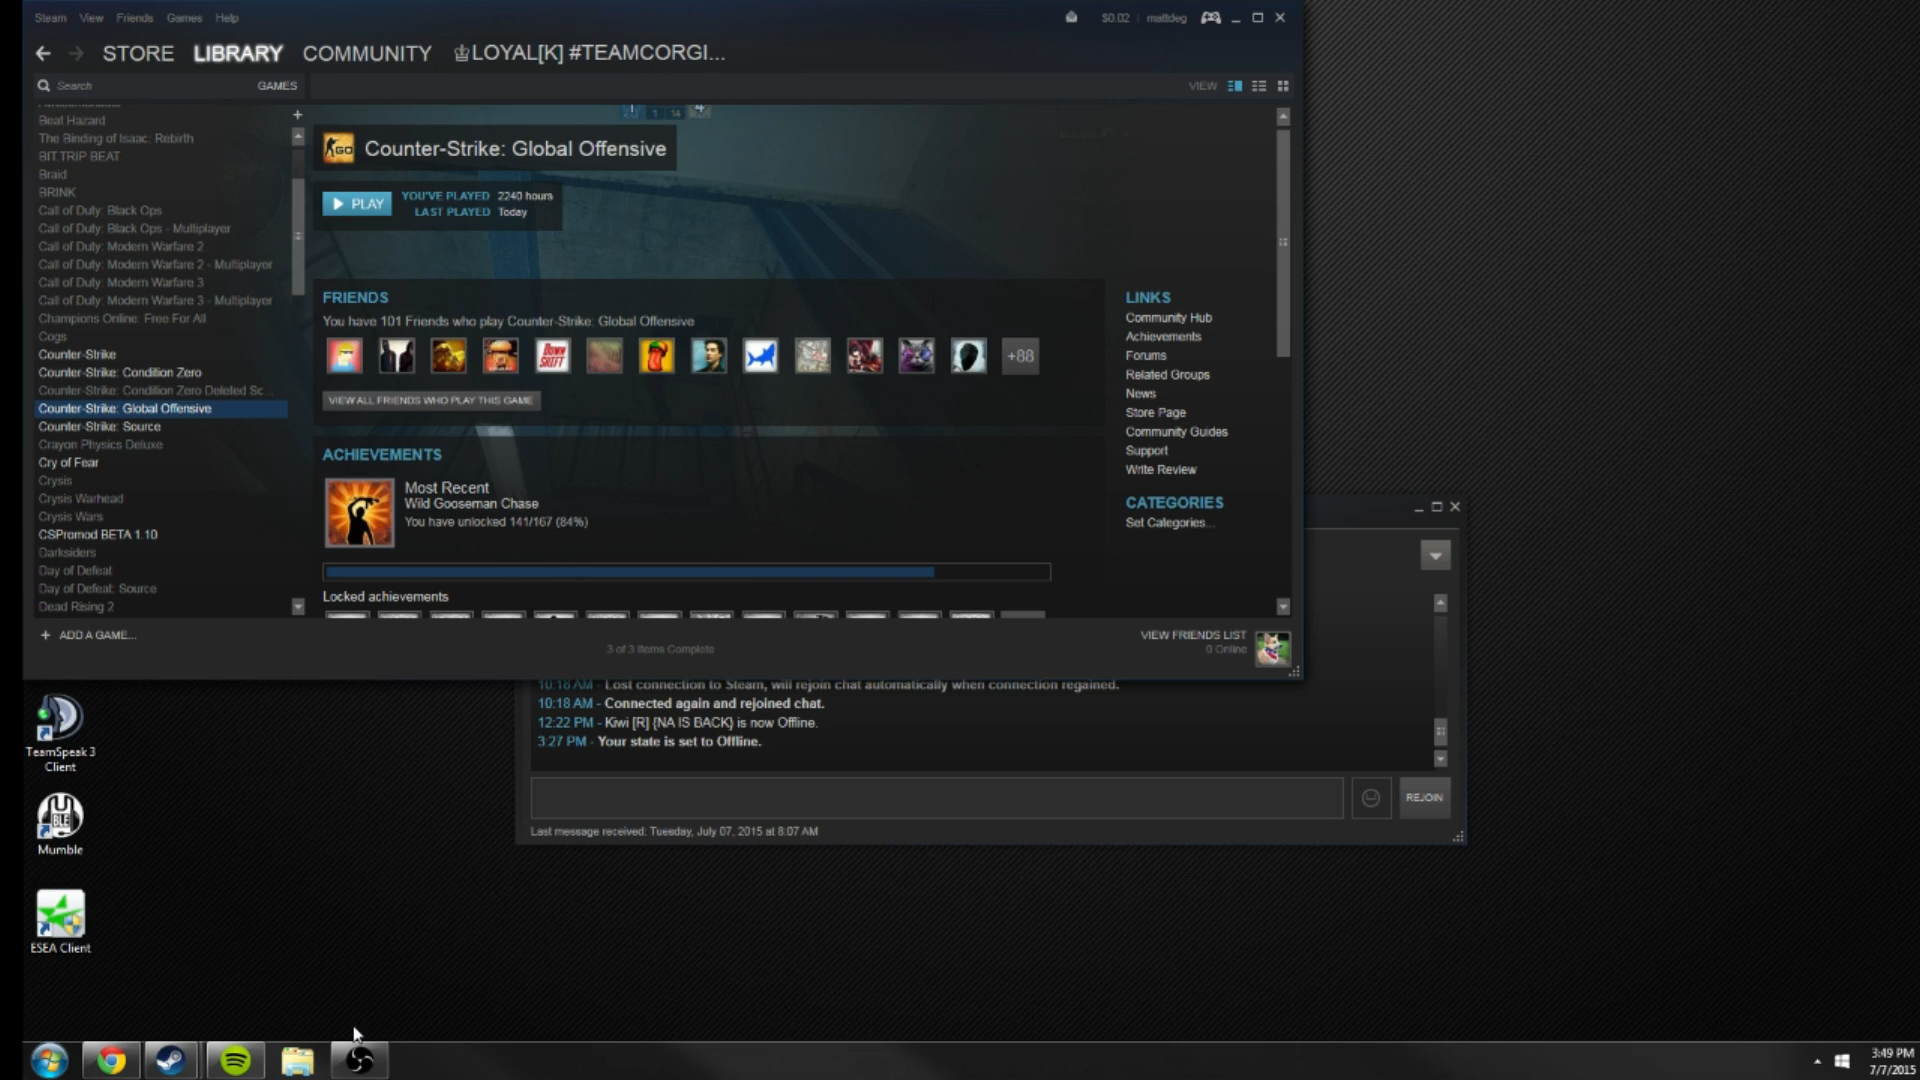 Steam View Friends Games Help
$0.02 mattdeg
STORE LIBRARY COMMUNITY ♔LOYAL[K] #TEAMCORGI...
Search GAMES
VIEW
Beat Hazard
The Binding of Isaac: Rebirth
BIT.TRIP BEAT
Braid
BRINK
Call of Duty: Black Ops
Call of Duty: Black Ops - Multiplayer
Call of Duty: Modern Warfare 2
Call of Duty: Modern Warfare 2 - Multiplayer
Call of Duty: Modern Warfare 3
Call of Duty: Modern Warfare 3 - Multiplayer
Champions Online: Free For All
Cogs
Counter-Strike
Counter-Strike: Condition Zero
Counter-Strike: Condition Zero Deleted Sc...
Counter-Strike: Global Offensive
Counter-Strike: Source
Crayon Physics Deluxe
Cry of Fear
Crysis
Crysis Warhead
Crysis Wars
CSPromod BETA 1.10
Darksiders
Day of Defeat
Day of Defeat: Source
Dead Rising 2
+ ADD A GAME...
1 14
GO
Counter-Strike: Global Offensive
PLAY
YOU'VE PLAYED 2240 hours
LAST PLAYED Today
FRIENDS
You have 101 Friends who play Counter-Strike: Global Offensive
DOWN
SHIFT
+88
VIEW ALL FRIENDS WHO PLAY THIS GAME
ACHIEVEMENTS
Most Recent
Wild Gooseman Chase
You have unlocked 141/167 (84%)
Locked achievements
LINKS
Community Hub
Achievements
Forums
Related Groups
News
Store Page
Community Guides
Support
Write Review
CATEGORIES
Set Categories...
3 of 3 Items Complete
VIEW FRIENDS LIST
0 Online
10:18 AM - Lost connection to Steam, will rejoin chat automatically when connection regained.
10:18 AM - Connected again and rejoined chat.
12:22 PM - Kiwi [R] {NA IS BACK} is now Offline.
3:27 PM - Your state is set to Offline.
REJOIN
Last message received: Tuesday, July 07, 2015 at 8:07 AM
TeamSpeak 3
Client
Mumble
ESEA Client
3:49 PM
7/7/2015